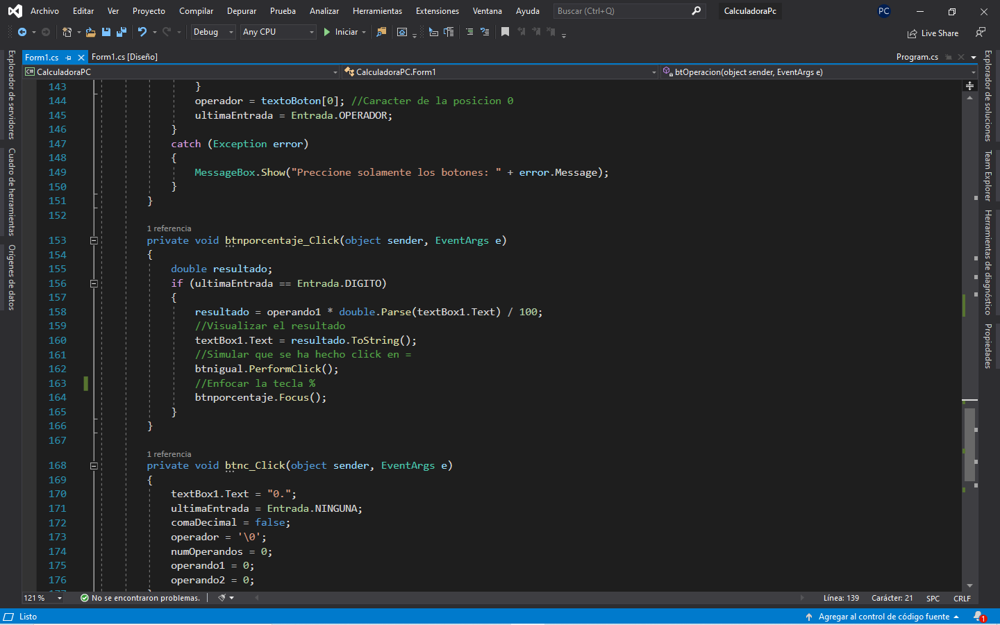 Archivo Editar Ver Proyecto Compilar Depurar Prueba Analizar Herramientas Extensiones Ventana Ayuda Buscar (Ctrl+Q) CalculadoraPc PC
Debug Any CPU Iniciar Live Share
Form1.cs Form1.cs [Diseño] Program.cs
C# CalculadoraPC CalculadoraPC.Form1 btOperacion(object sender, EventArgs e)
Explorador de servidores
Cuadro de herramientas
Orígenes de datos
143 }
144 operador = textoBoton[0]; //Caracter de la posicion 0
145 ultimaEntrada = Entrada.OPERADOR;
146 }
147 catch (Exception error)
148 {
149 MessageBox.Show("Preccione solamente los botones: " + error.Message);
150 }
151 }
152
1 referencia
153 private void btnporcentaje_Click(object sender, EventArgs e)
154 {
155 double resultado;
156 if (ultimaEntrada == Entrada.DIGITO)
157 {
158 resultado = operando1 * double.Parse(textBox1.Text) / 100;
159 //Visualizar el resultado
160 textBox1.Text = resultado.ToString();
161 //Simular que se ha hecho click en =
162 btnigual.PerformClick();
163 //Enfocar la tecla %
164 btnporcentaje.Focus();
165 }
166 }
167
1 referencia
168 private void btnc_Click(object sender, EventArgs e)
169 {
170 textBox1.Text = "0.";
171 ultimaEntrada = Entrada.NINGUNA;
172 comaDecimal = false;
173 operador = '\0';
174 numOperandos = 0;
175 operando1 = 0;
176 operando2 = 0;
Explorador de soluciones
Team Explorer
Herramientas de diagnóstico
Propiedades
121 % No se encontraron problemas. Línea: 139 Carácter: 21 SPC CRLF
Listo Agregar al control de código fuente 1